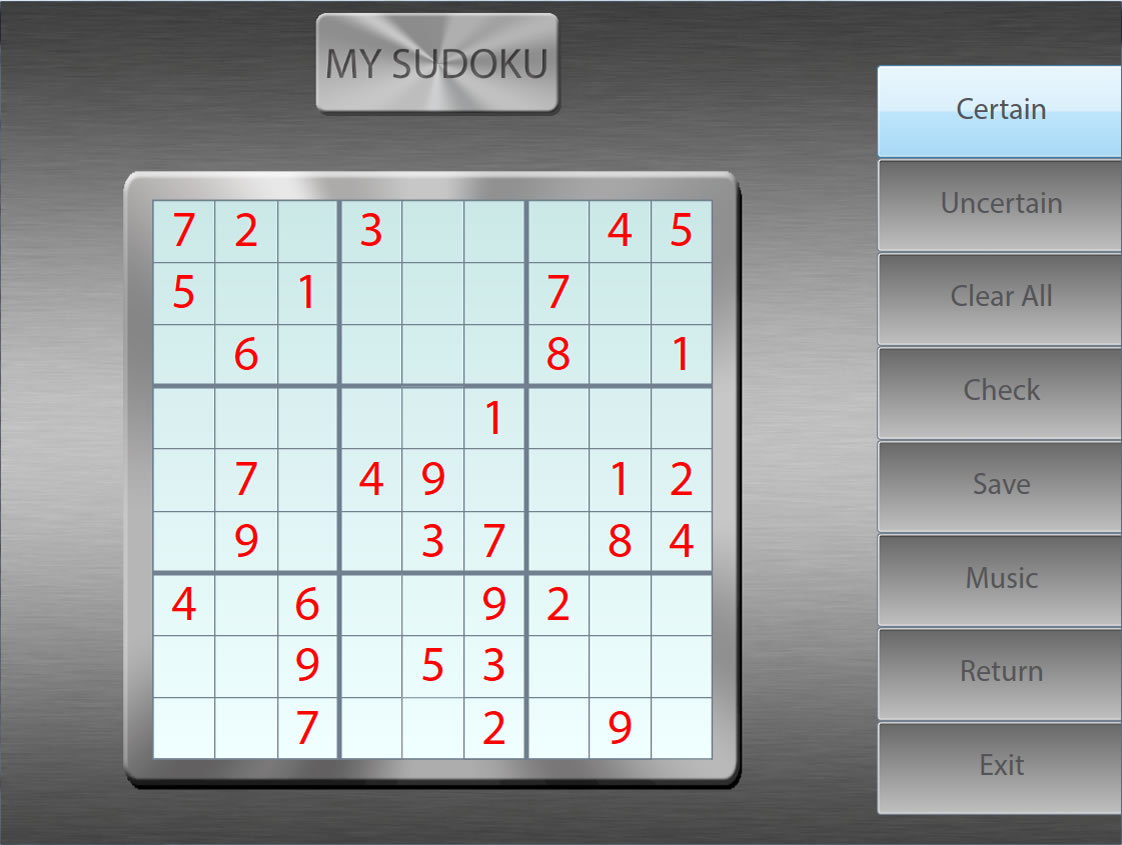 MY SUDOKU
Certain
Uncertain
Clear All
Check
Save
Music
Return
Exit
7 2 3 4 5
5 1 7
6 8 1
1
7 4 9 1 2
9 3 7 8 4
4 6 9 2
9 5 3
7 2 9